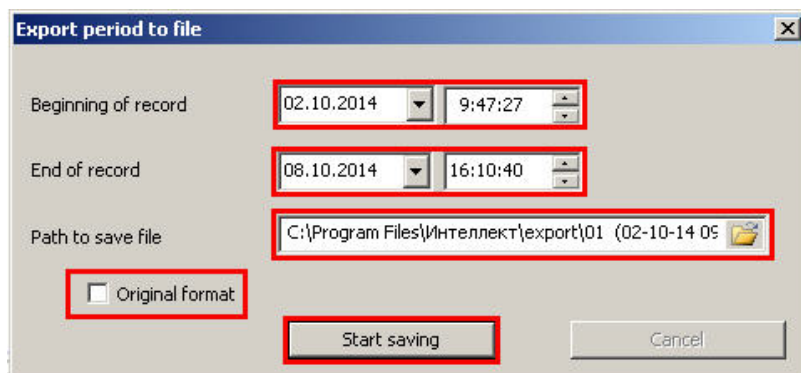 Export period to file
Beginning of record 02.10.2014 9:47:27
End of record 08.10.2014 16:10:40
Path to save file C:\Program Files\Интеллект\export\01 (02-10-14 09
Original format
Start saving Cancel